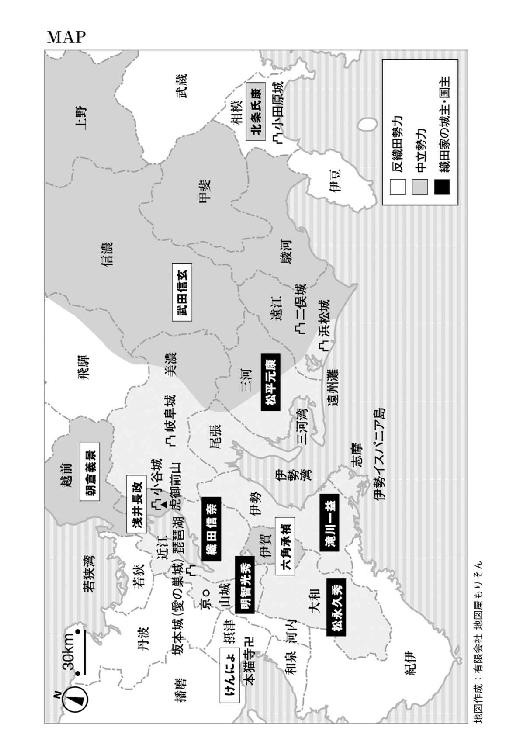 MAP
N
30km
若狭湾
越前
朝倉義景
飛騨
上野
武蔵
信濃
相模
北条氏康
小田原城
甲斐
武田信玄
伊豆
駿河
遠江
二俣城
浜松城
遠州灘
美濃
三河
松平元康
岐阜城
尾張
三河湾
浅井長政
小谷城
虎御前山
近江
琵琶湖
織田信奈
伊勢
伊勢湾
志摩
伊勢イスパニア島
若狭
丹波
坂本城(愛の巣城)
京
山城
明智光秀
伊賀
六角承禎
滝川一益
播磨
摂津
けんにょ
本猫寺卍
河内
和泉
大和
松永久秀
紀伊
反織田勢力
中立勢力
織田家の城主・国主
地図作成：有限会社 地図屋もりそん